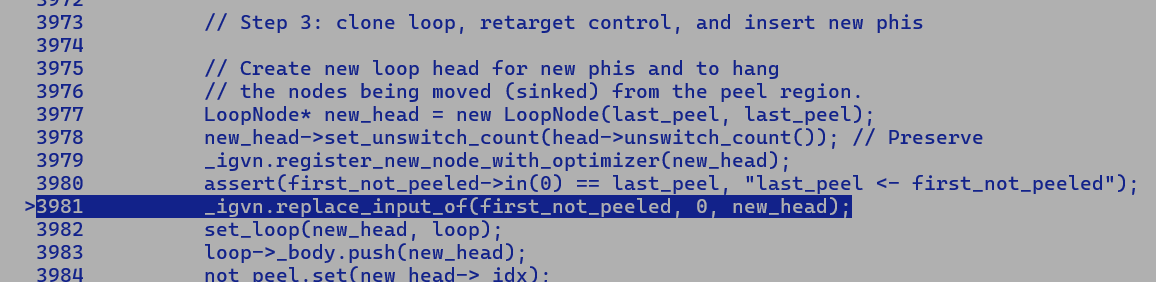 3972
3973 // Step 3: clone loop, retarget control, and insert new phis
3974
3975 // Create new loop head for new phis and to hang
3976 // the nodes being moved (sinked) from the peel region.
3977 LoopNode* new_head = new LoopNode(last_peel, last_peel);
3978 new_head->set_unswitch_count(head->unswitch_count()); // Preserve
3979 _igvn.register_new_node_with_optimizer(new_head);
3980 assert(first_not_peeled->in(0) == last_peel, "last_peel <- first_not_peeled");
>3981 _igvn.replace_input_of(first_not_peeled, 0, new_head);
3982 set_loop(new_head, loop);
3983 loop->_body.push(new_head);
3984 not_peel.set(new_head->_idx);